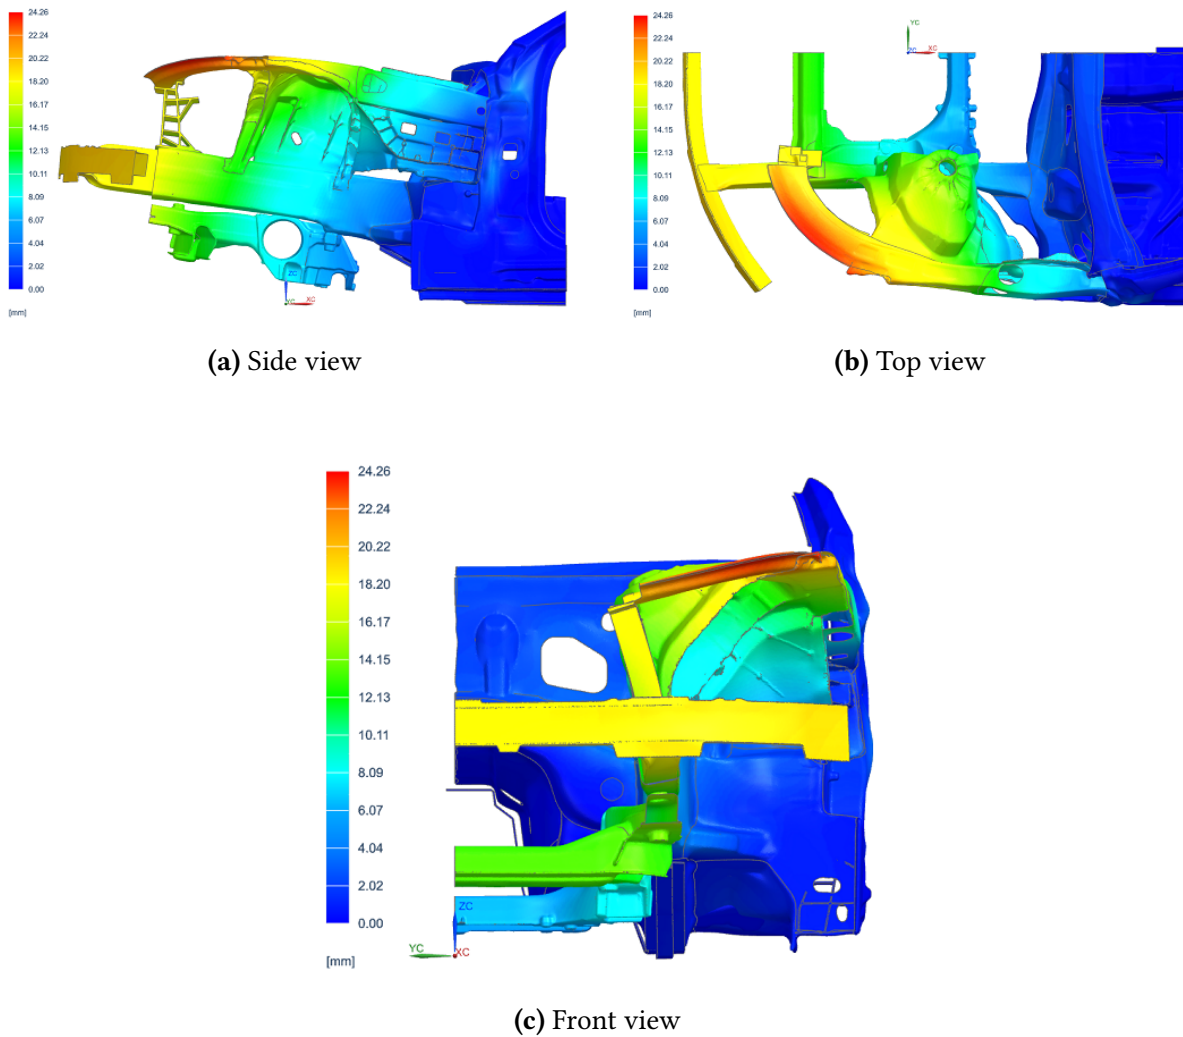 24.26
22.24
20.22
18.20
16.17
14.15
12.13
10.11
8.09
6.07
4.04
2.02
0.00
[mm]
ZC
YC
XC
(a) Side view
24.26
22.24
20.22
18.20
16.17
14.15
12.13
10.11
8.09
6.07
4.04
2.02
0.00
[mm]
YC
ZC
XC
(b) Top view
24.26
22.24
20.22
18.20
16.17
14.15
12.13
10.11
8.09
6.07
4.04
2.02
0.00
[mm]
ZC
YC
XC
(c) Front view